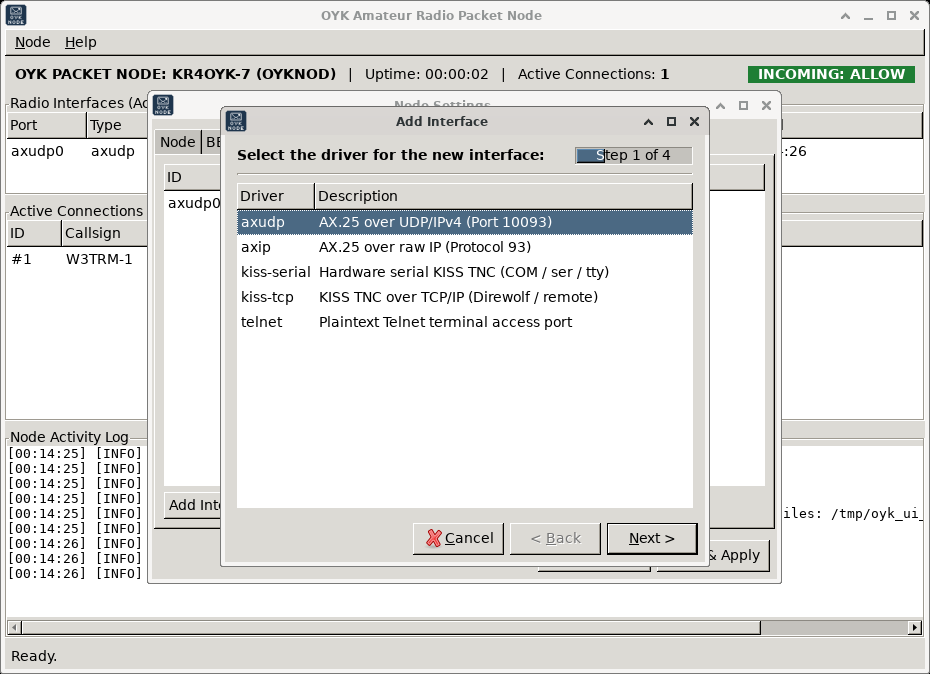 OYK Amateur Radio Packet Node
Node Help
OYK PACKET NODE: KR4OYK-7 (OYKNOD) | Uptime: 00:00:02 | Active Connections: 1 INCOMING: ALLOW
Radio Interfaces (Ac
Port Type
axudp0 axudp :26
Active Connections
ID Callsign
#1 W3TRM-1
Node Activity Log
[00:14:25] [INFO]
[00:14:25] [INFO]
[00:14:25] [INFO]
[00:14:25] [INFO]
[00:14:25] [INFO] iles: /tmp/oyk_ui_
[00:14:25] [INFO]
[00:14:26] [INFO]
[00:14:26] [INFO]
[00:14:26] [INFO]
Ready.
Node Settings
Node BB
ID
axudp0
Add Inte
& Apply
Add Interface
Select the driver for the new interface: Step 1 of 4
Driver Description
axudp AX.25 over UDP/IPv4 (Port 10093)
axip AX.25 over raw IP (Protocol 93)
kiss-serial Hardware serial KISS TNC (COM / ser / tty)
kiss-tcp KISS TNC over TCP/IP (Direwolf / remote)
telnet Plaintext Telnet terminal access port
Cancel < Back Next >